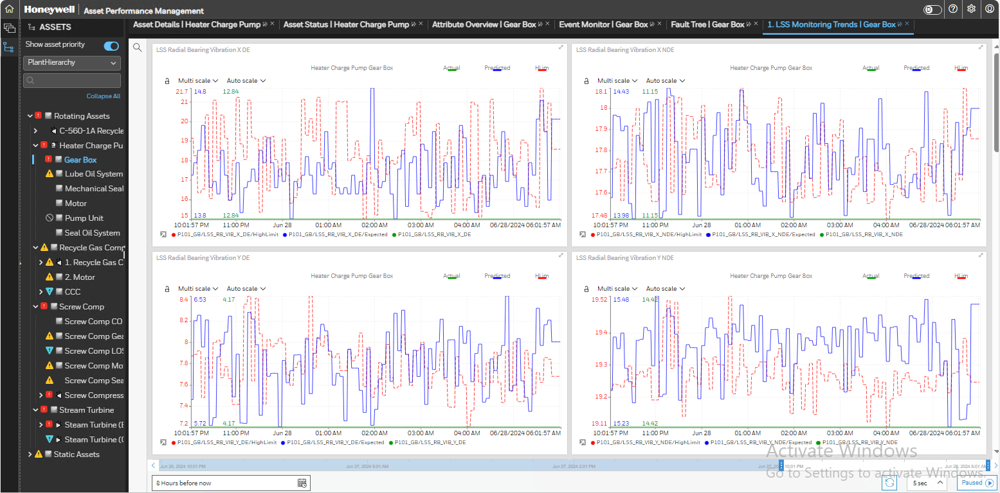 Honeywell | Asset Performance Management
ASSETS
Asset Details | Heater Charge Pump
Asset Status | Heater Charge Pump
Attribute Overview | Gear Box
Event Monitor | Gear Box
Fault Tree | Gear Box
1. LSS Monitoring Trends | Gear Box
Show asset priority
PlantHierarchy
Collapse All
Rotating Assets
C-560-1A Recycle
Heater Charge Pu
Gear Box
Lube Oil System
Mechanical Seal
Motor
Pump Unit
Seal Oil System
Recycle Gas Comp
1. Recycle Gas C
2. Motor
CCC
Screw Comp
Screw Comp CO
Screw Comp Gea
Screw Comp LOS
Screw Comp Mo
Screw Comp Sea
Screw Compress
Stream Turbine
Steam Turbine (E
Steam Turbine (C
Static Assets
LSS Radial Bearing Vibration X DE
Heater Charge Pump Gear Box
Actual Predicted HLim
Multi scale Auto scale
21.7 14.8 12.84
21
20
19
18
17
16
15 13.8 12.84
10:01:57 PM 11:00 PM Jun 28 01:00 AM 02:00 AM 03:00 AM 04:00 AM 06/28/2024 06:01:57 AM
P101_GB/LSS_RB_VIB_X_DE/HighLimit P101_GB/LSS_RB_VIB_X_DE/Expected P101_GB/LSS_RB_VIB_X_DE
LSS Radial Bearing Vibration X NDE
Heater Charge Pump Gear Box
Actual Predicted HLim
Multi scale Auto scale
18.1 14.43 11.15
18
17.9
17.8
17.7
17.6
17.48 13.98 11.15
10:01:57 PM 11:00 PM Jun 28 01:00 AM 02:00 AM 03:00 AM 04:00 AM 06/28/2024 06:01:57 AM
P101_GB/LSS_RB_VIB_X_NDE/HighLimit P101_GB/LSS_RB_VIB_X_NDE/Expected P101_GB/LSS_RB_VIB_X_NDE
LSS Radial Bearing Vibration Y DE
Heater Charge Pump Gear Box
Actual Predicted HLim
Multi scale Auto scale
8.4 6.53 4.17
8.2
8
7.8
7.6
7.4
7.2 5.72 4.17
10:01:57 PM 11:00 PM Jun 28 01:00 AM 02:00 AM 03:00 AM 04:00 AM 06/28/2024 06:01:57 AM
P101_GB/LSS_RB_VIB_Y_DE/HighLimit P101_GB/LSS_RB_VIB_Y_DE/Expected P101_GB/LSS_RB_VIB_Y_DE
LSS Radial Bearing Vibration Y NDE
Heater Charge Pump Gear Box
Actual Predicted HLim
Multi scale Auto scale
19.52 15.48 14.42
19.4
19.3
19.2
19.11 15.23 14.42
10:01:57 PM 11:00 PM Jun 28 01:00 AM 02:00 AM 03:00 AM 04:00 AM 06/28/2024 06:01:57 AM
P101_GB/LSS_RB_VIB_Y_NDE/HighLimit P101_GB/LSS_RB_VIB_Y_NDE/Expected P101_GB/LSS_RB_VIB_Y_NDE
Activate Windows
Go to Settings to activate Windows.
Jun 26, 2024 10:01 PM Jun 27, 2024 6:01 AM Jun 27, 2024 2:01 PM Jun 27, 10:01 PM Jun 28, 2024 6:01 AM
8 Hours before now
5 sec
Paused